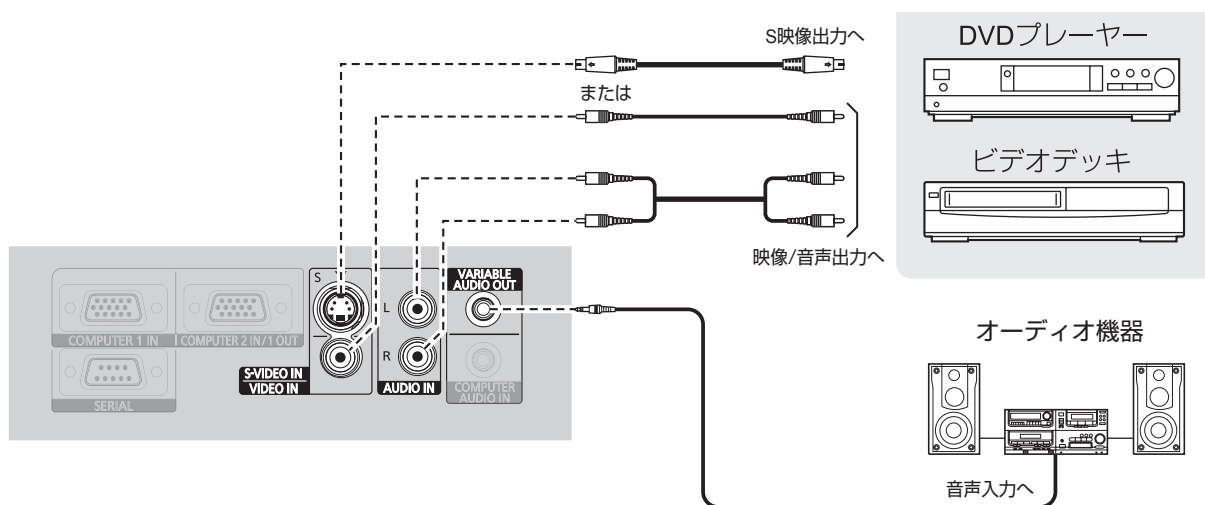 S映像出力へ
または
映像/音声出力へ
DVDプレーヤー
ビデオデッキ
オーディオ機器
音声入力へ
COMPUTER 1 IN
COMPUTER 2 IN/1 OUT
SERIAL
S
S-VIDEO IN
VIDEO IN
L
R
AUDIO IN
VARIABLE
AUDIO OUT
COMPUTER
AUDIO IN